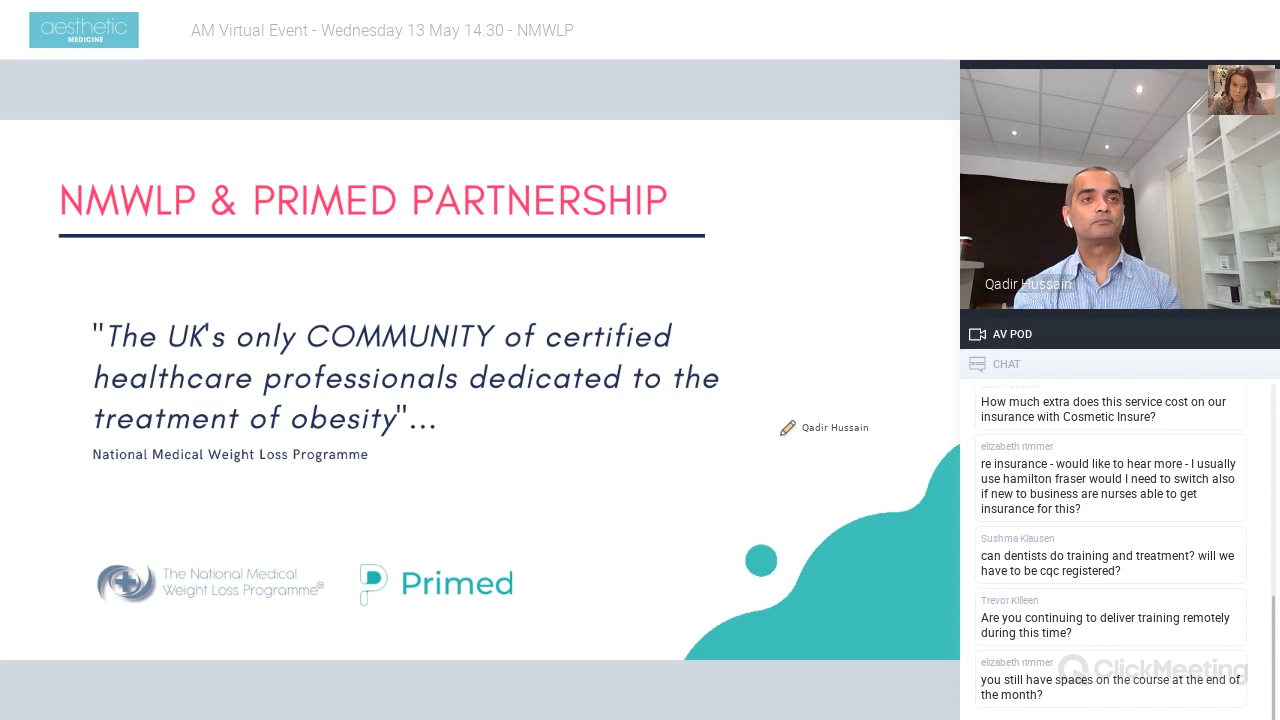 aesthetic
MEDICINE
AM Virtual Event - Wednesday 13 May 14.30 - NMWLP
NMWLP & PRIMED PARTNERSHIP
"The UK's only COMMUNITY of certified
healthcare professionals dedicated to the
treatment of obesity"...
National Medical Weight Loss Programme
Qadir Hussain
The National Medical
Weight Loss Programme
Primed
Qadir Hussain
AV POD
CHAT
How much extra does this service cost on our
insurance with Cosmetic Insure?
elizabeth rimmer
re insurance - would like to hear more - I usually
use hamilton fraser would I need to switch also
if new to business are nurses able to get
insurance for this?
Sushma Klausen
can dentists do training and treatment? will we
have to be cqc registered?
Trevor Killeen
Are you continuing to deliver training remotely
during this time?
elizabeth rimmer
you still have spaces on the course at the end of
the month?
ClickMeeting